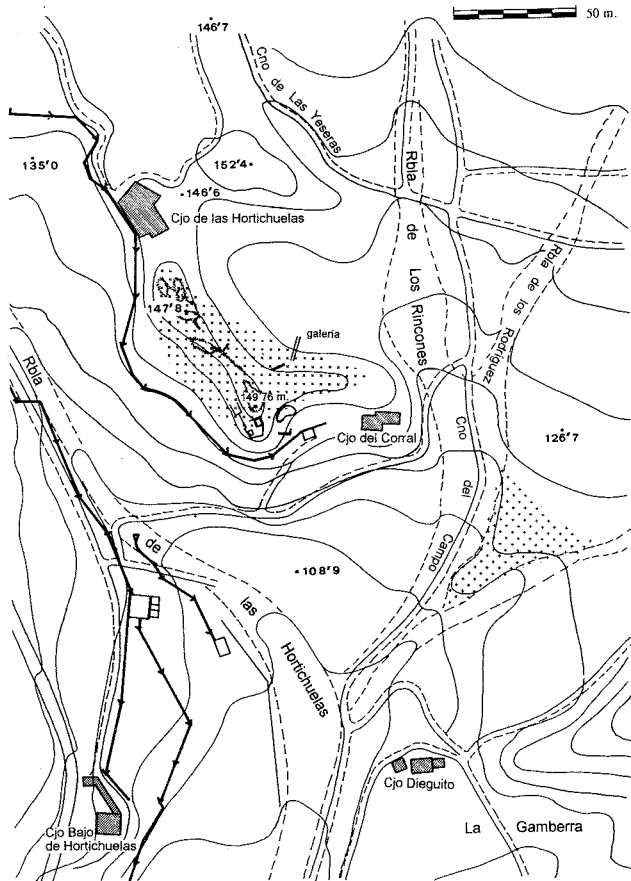 50 m.
146'7
Cno de Las Yeseras
135'0
152'4
146'6
Cjo de las Hortichuelas
Rbla de Los Rincones
Rbla de los Rodriguez
147'8
galería
149'76 m.
Cjo del Corral
126'7
Cno del Campo
Rbla de las Hortichuelas
108'9
Cjo Dieguito
Cjo Bajo
de Hortichuelas
La Gamberra